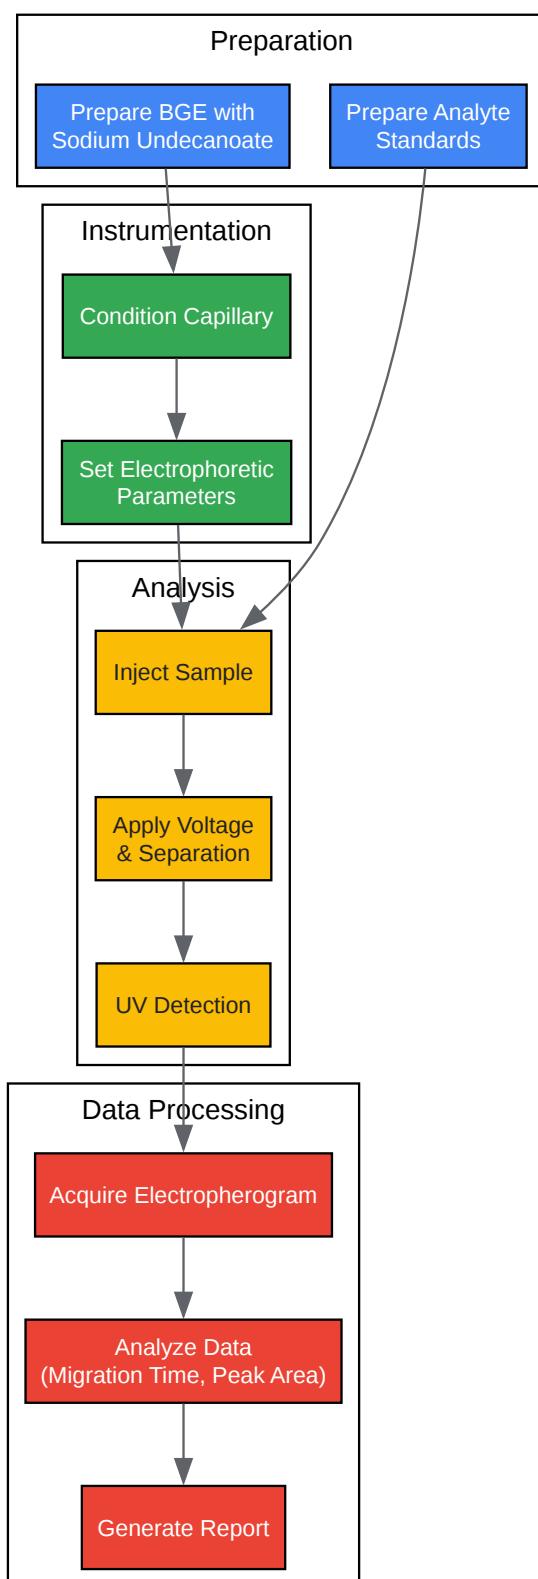 Preparation
Prepare BGE with
Sodium Undecanoate
Prepare Analyte
Standards
Instrumentation
Condition Capillary
Set Electrophoretic
Parameters
Analysis
Inject Sample
Apply Voltage
& Separation
UV Detection
Data Processing
Acquire Electropherogram
Analyze Data
(Migration Time, Peak Area)
Generate Report